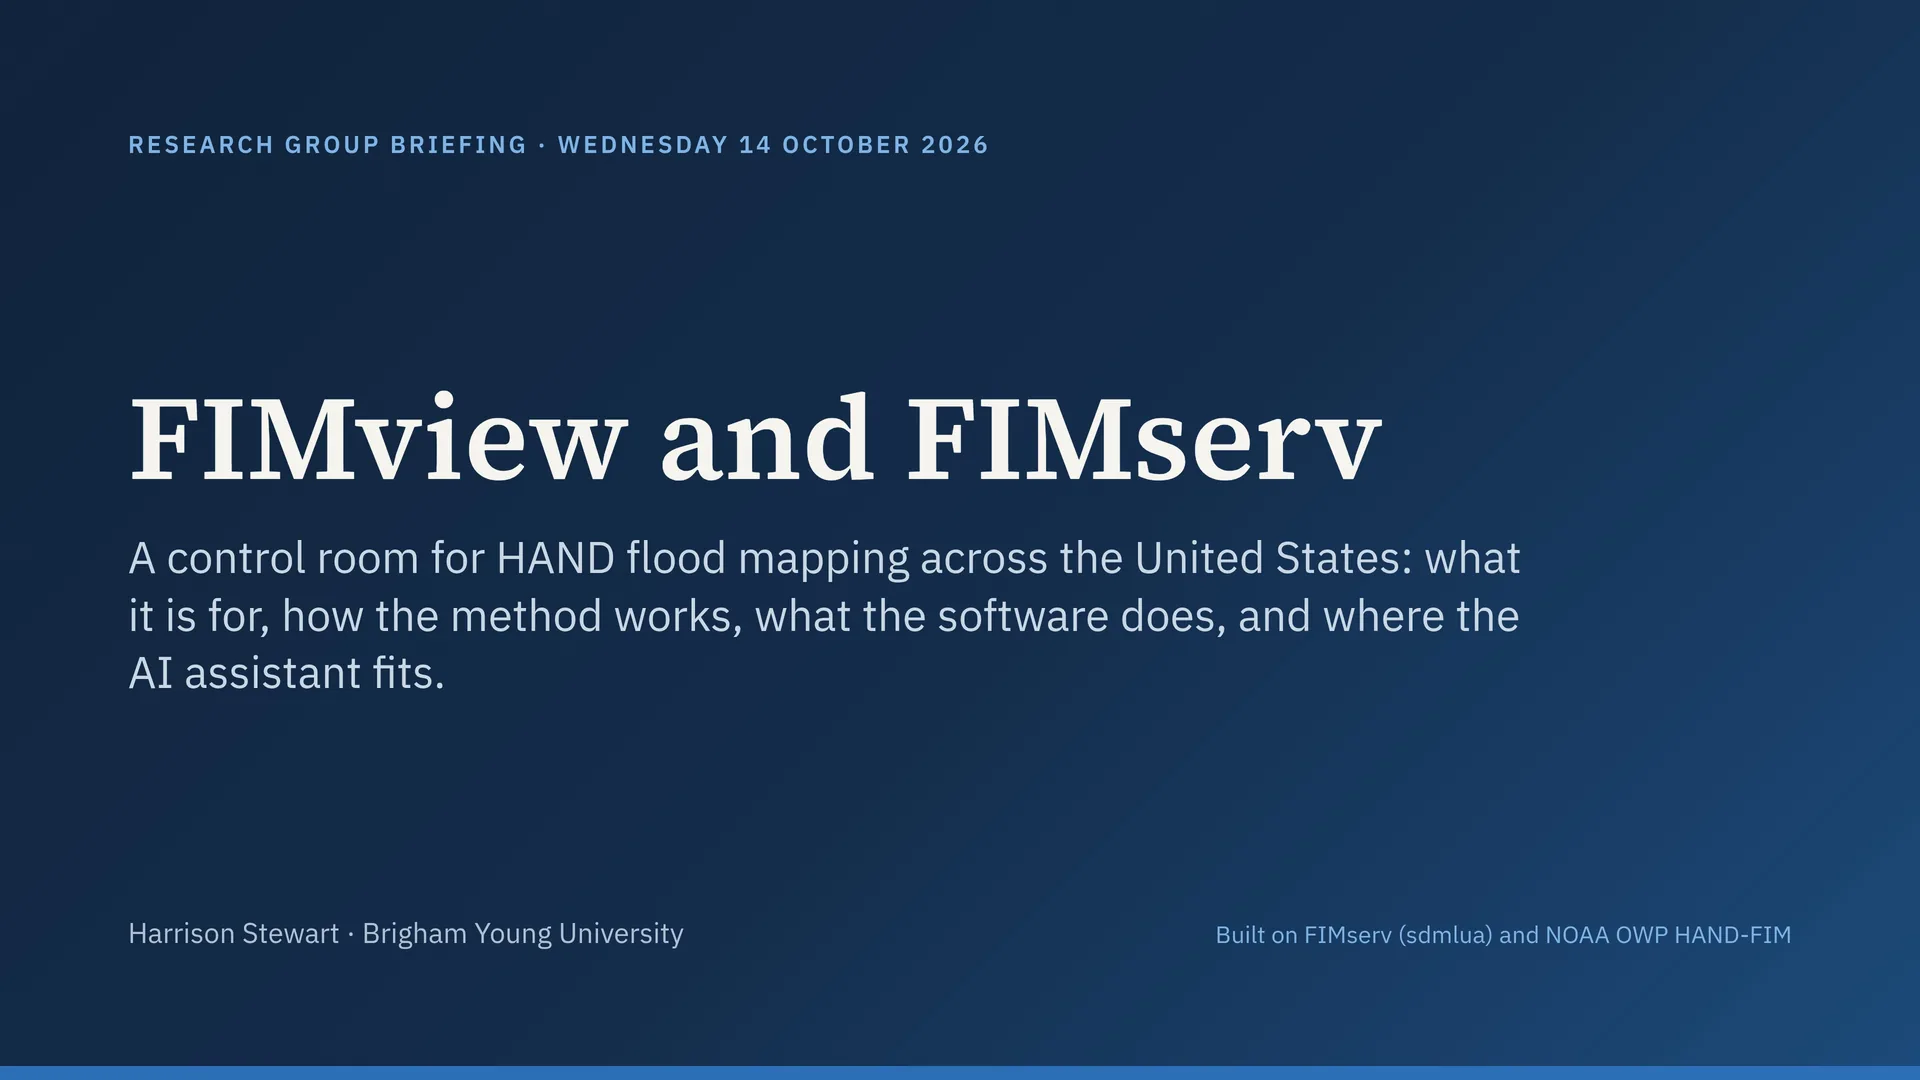 RESEARCH GROUP BRIEFING · WEDNESDAY 14 OCTOBER 2026
FIMview and FIMserv
A control room for HAND flood mapping across the United States: what
it is for, how the method works, what the software does, and where the
AI assistant fits.
Harrison Stewart · Brigham Young University
Built on FIMserv (sdmlua) and NOAA OWP HAND-FIM